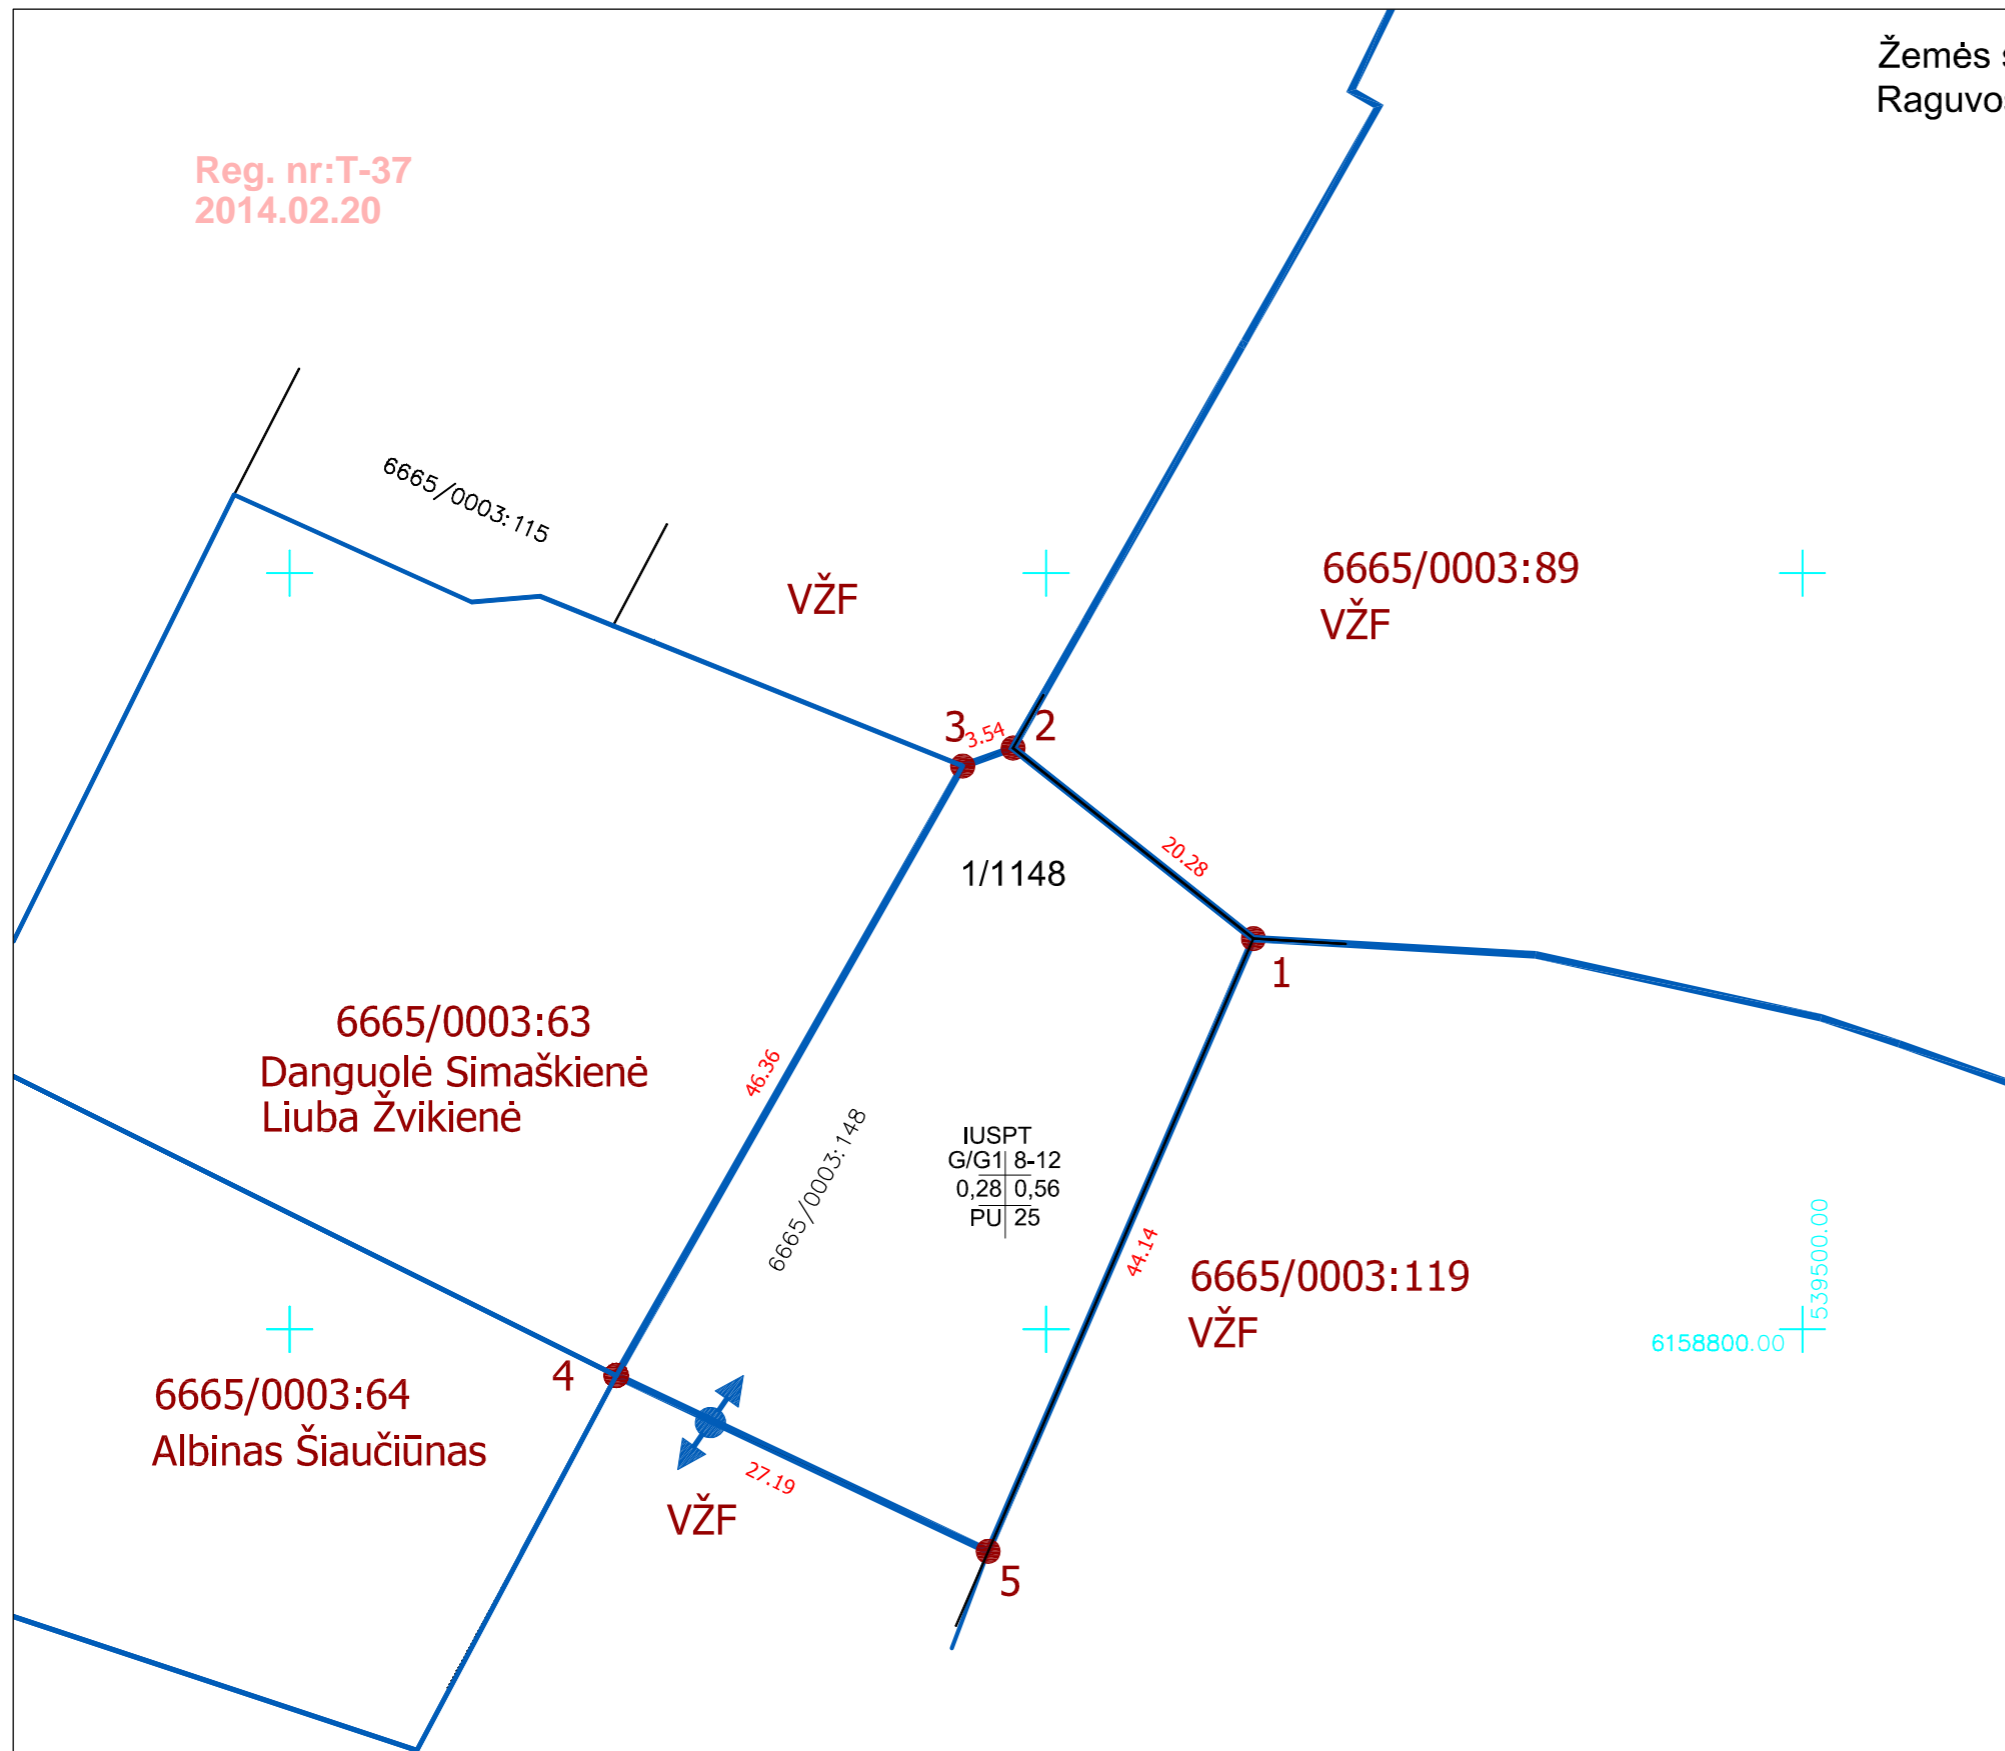 Žemės
Raguvos
Reg. nr:T-37
2014.02.20
6665/0003:115
VŽF
6665/0003:89
VŽF
3
3.54
2
20.28
1/1148
1
6665/0003:63
Danguolė Simaškienė
Liuba Žvikienė
46.36
6665/0003:148
IUSPT
G/G1 8-12
0,28 0,56
PU 25
44.14
6665/0003:119
VŽF
539500.00
6158800.00
4
6665/0003:64
Albinas Šiaučiūnas
27.19
VŽF
5